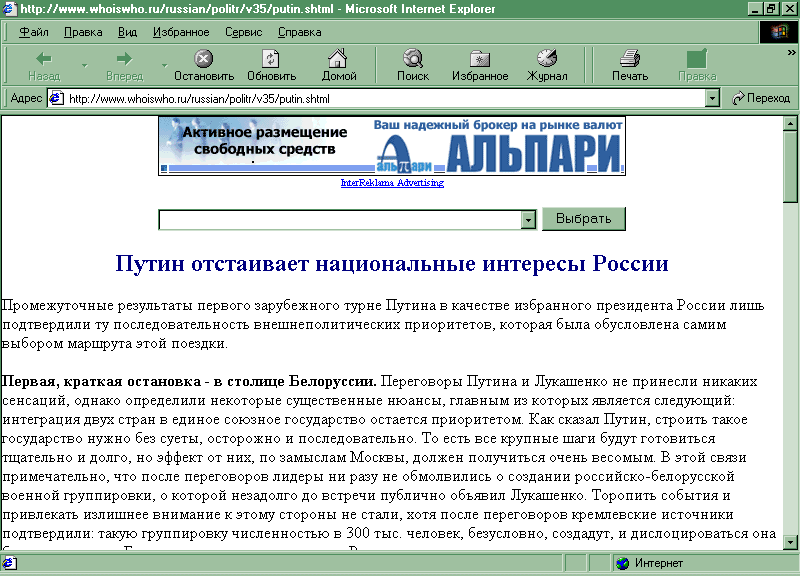 http://www.whoiswho.ru/russian/politr/v35/putin.shtml - Microsoft Internet Explorer
Файл Правка Вид Избранное Сервис Справка
Назад Вперед Остановить Обновить Домой Поиск Избранное Журнал Печать Правка »
Адрес http://www.whoiswho.ru/russian/politr/v35/putin.shtml Переход
Активное размещение
свободных средств
Ваш надежный брокер на рынке валют
альпари АЛЬПАРИ
InterReklama Advertising
Выбрать
Путин отстаивает национальные интересы России
Промежуточные результаты первого зарубежного турне Путина в качестве избранного президента России лишь
подтвердили ту последовательность внешнеполитических приоритетов, которая была обусловлена самим
выбором маршрута этой поездки.
Первая, краткая остановка - в столице Белоруссии. Переговоры Путина и Лукашенко не принесли никаких
сенсаций, однако определили некоторые существенные нюансы, главным из которых является следующий:
интеграция двух стран в единое союзное государство остается приоритетом. Как сказал Путин, строить такое
государство нужно без суеты, осторожно и последовательно. То есть все крупные шаги будут готовиться
тщательно и долго, но эффект от них, по замыслам Москвы, должен получиться очень весомым. В этой связи
примечательно, что после переговоров лидеры ни разу не обмолвились о создании российско-белорусской
военной группировки, о которой незадолго до встречи публично объявил Лукашенко. Торопить события и
привлекать излишнее внимание к этому стороны не стали, хотя после переговоров кремлевские источники
подтвердили: такую группировку численностью в 300 тыс. человек, безусловно, создадут, и дислоцироваться она
Интернет